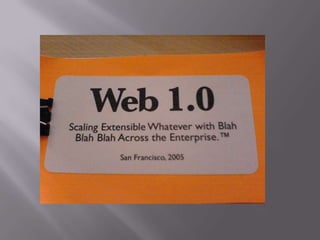 Web 1.0
Scaling Extensible Whatever with Blah
Blah Blah Across the Enterprise.™
San Francisco, 2005